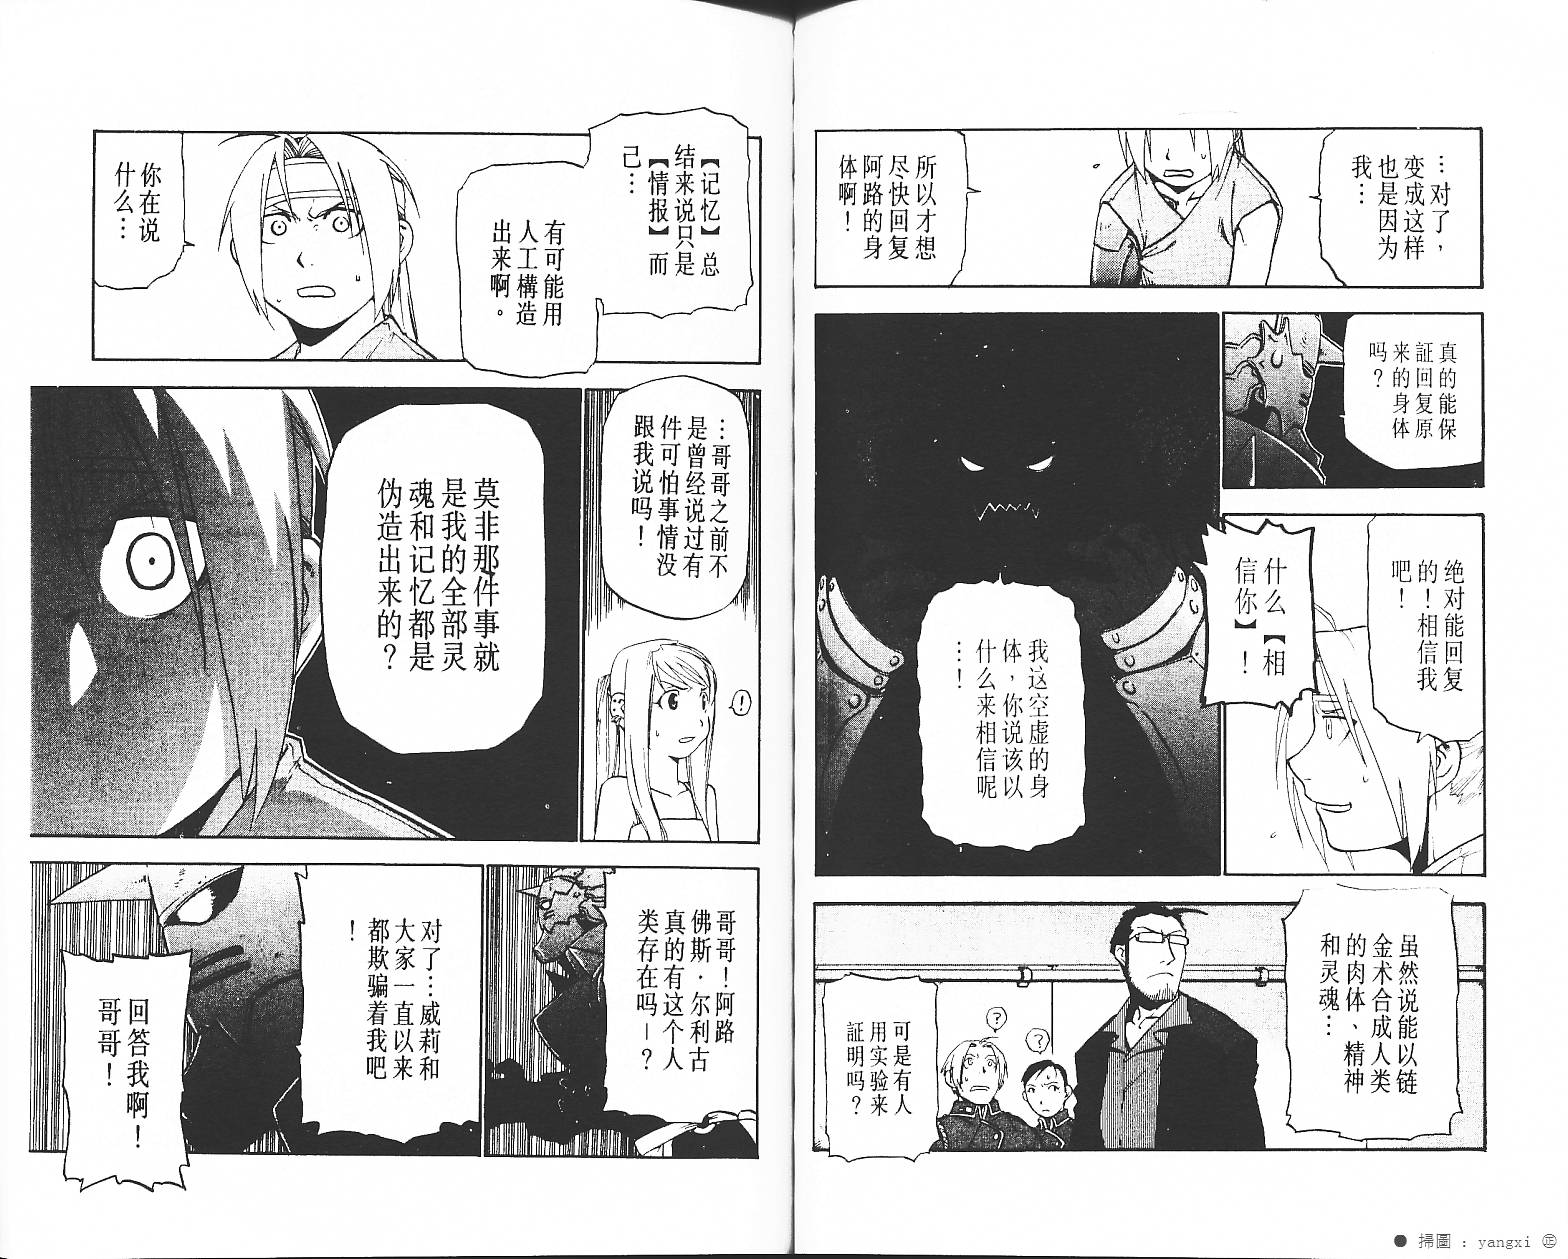 …对了，
变成这样
也是因为
我…
所以才想
尽快回复
阿路的身
体啊！
真的能保
証回复原
来的身体
吗？
绝对能回复
的！相信我
吧！
什么【相
信你】！
我这空虚的身
体，你说该以
什么来相信呢
…！
虽然说能以链
金术合成人类
的肉体、精神
和灵魂…
可是有人
用实验来
証明吗？
?
?
【记忆】总
结来说只是
【情报】而
己…
有可能用
人工構造
出来啊。
你在说
什么…
…哥哥之前不
是曾经说过有
件可怕事情没
跟我说吗！
!
莫非那件事就
是我的全部灵
魂和记忆都是
伪造出来的？
哥哥！阿路
佛斯·尔利古
真的有这个人
类存在吗－？
对了…威莉和
大家一直以来
都欺骗着我吧
！
回答我啊！
哥哥！
● 掃圖 : yangxi ㊣